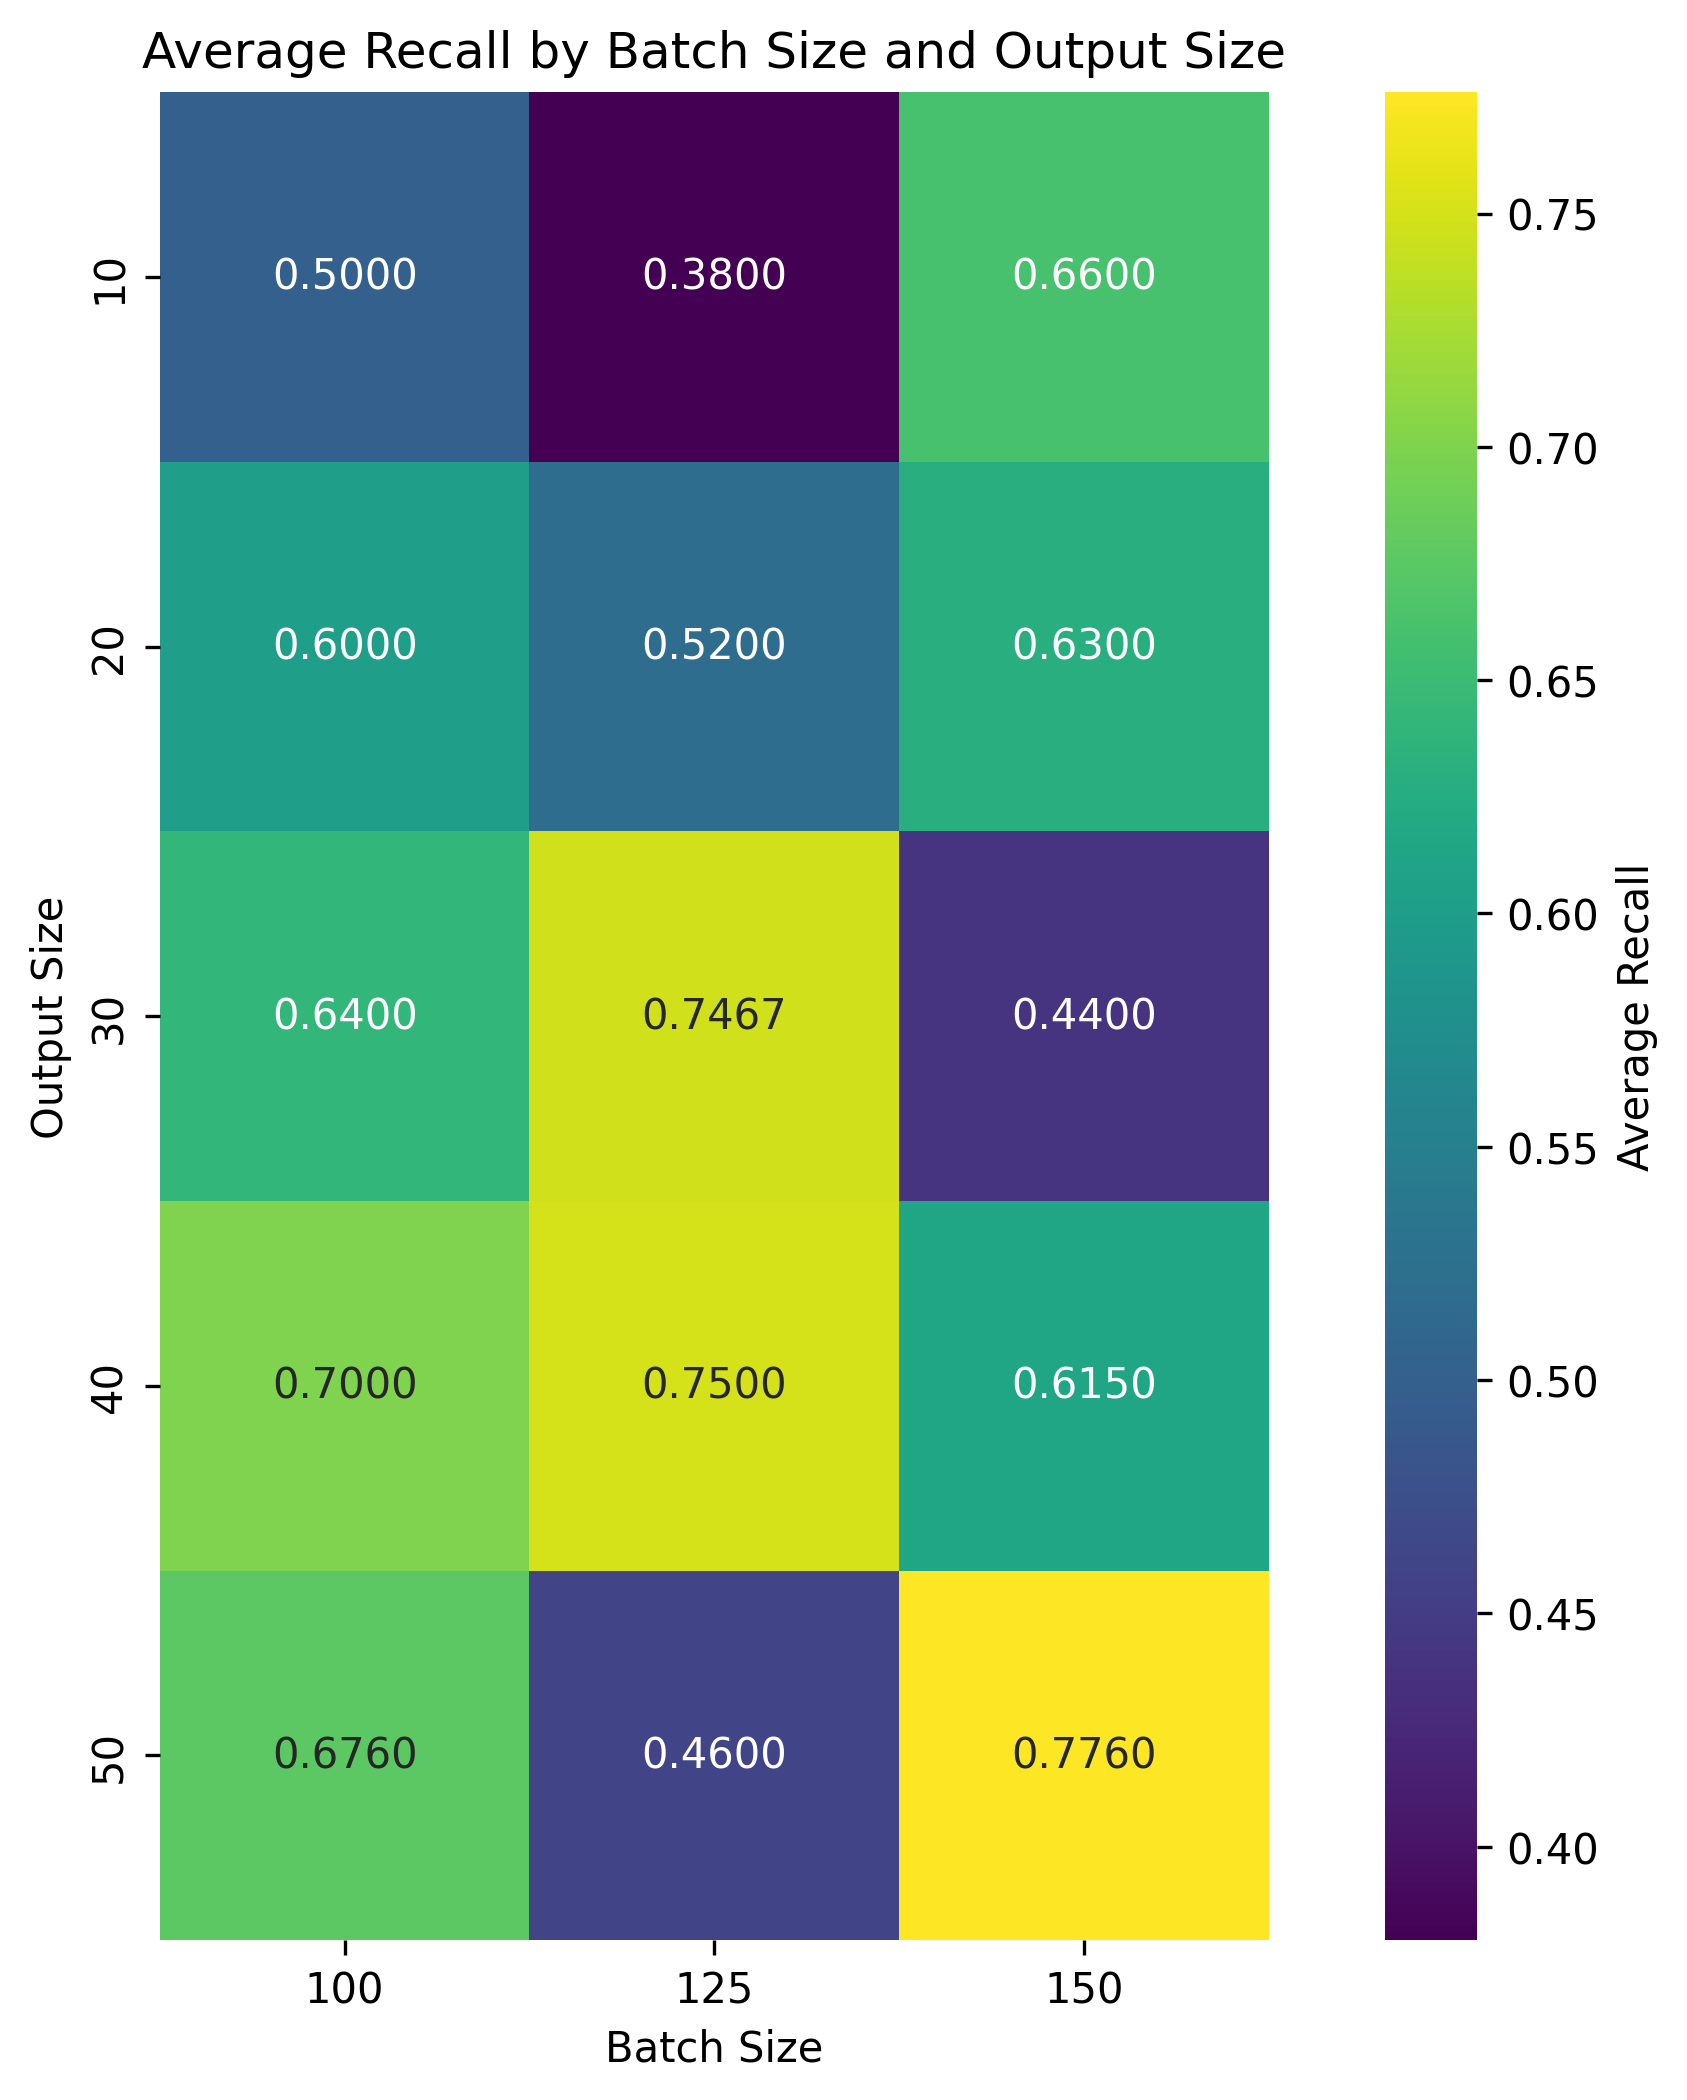 Average Recall by Batch Size and Output Size
10 0.5000 0.3800 0.6600
20 0.6000 0.5200 0.6300
30 0.6400 0.7467 0.4400
40 0.7000 0.7500 0.6150
50 0.6760 0.4600 0.7760
100 125 150
Batch Size
Output Size
0.75
0.70
0.65
0.60
0.55
0.50
0.45
0.40
Average Recall